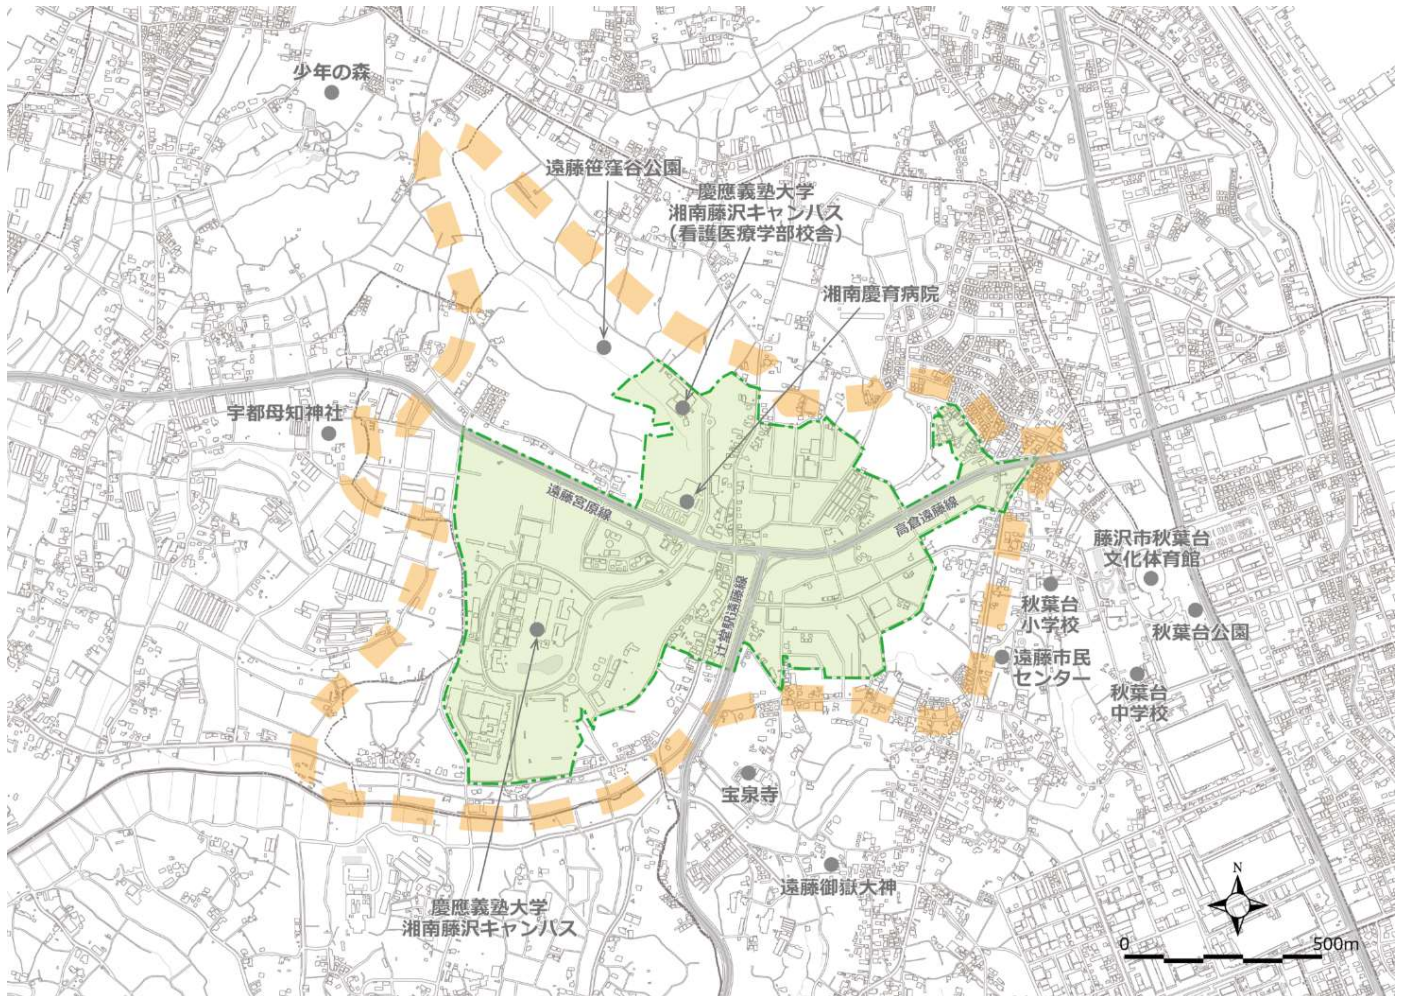 少年の森
遠藤笹窪谷公園
慶應義塾大学
湘南藤沢キャンパス
(看護医療学部校舎)
湘南慶育病院
宇都母知神社
遠藤宮原線
高倉遠藤線
辻堂駅遠藤線
藤沢市秋葉台
文化体育館
秋葉台
小学校
秋葉台公園
遠藤市民
センター
秋葉台
中学校
宝泉寺
遠藤御嶽大神
慶應義塾大学
湘南藤沢キャンパス
N
0 500m